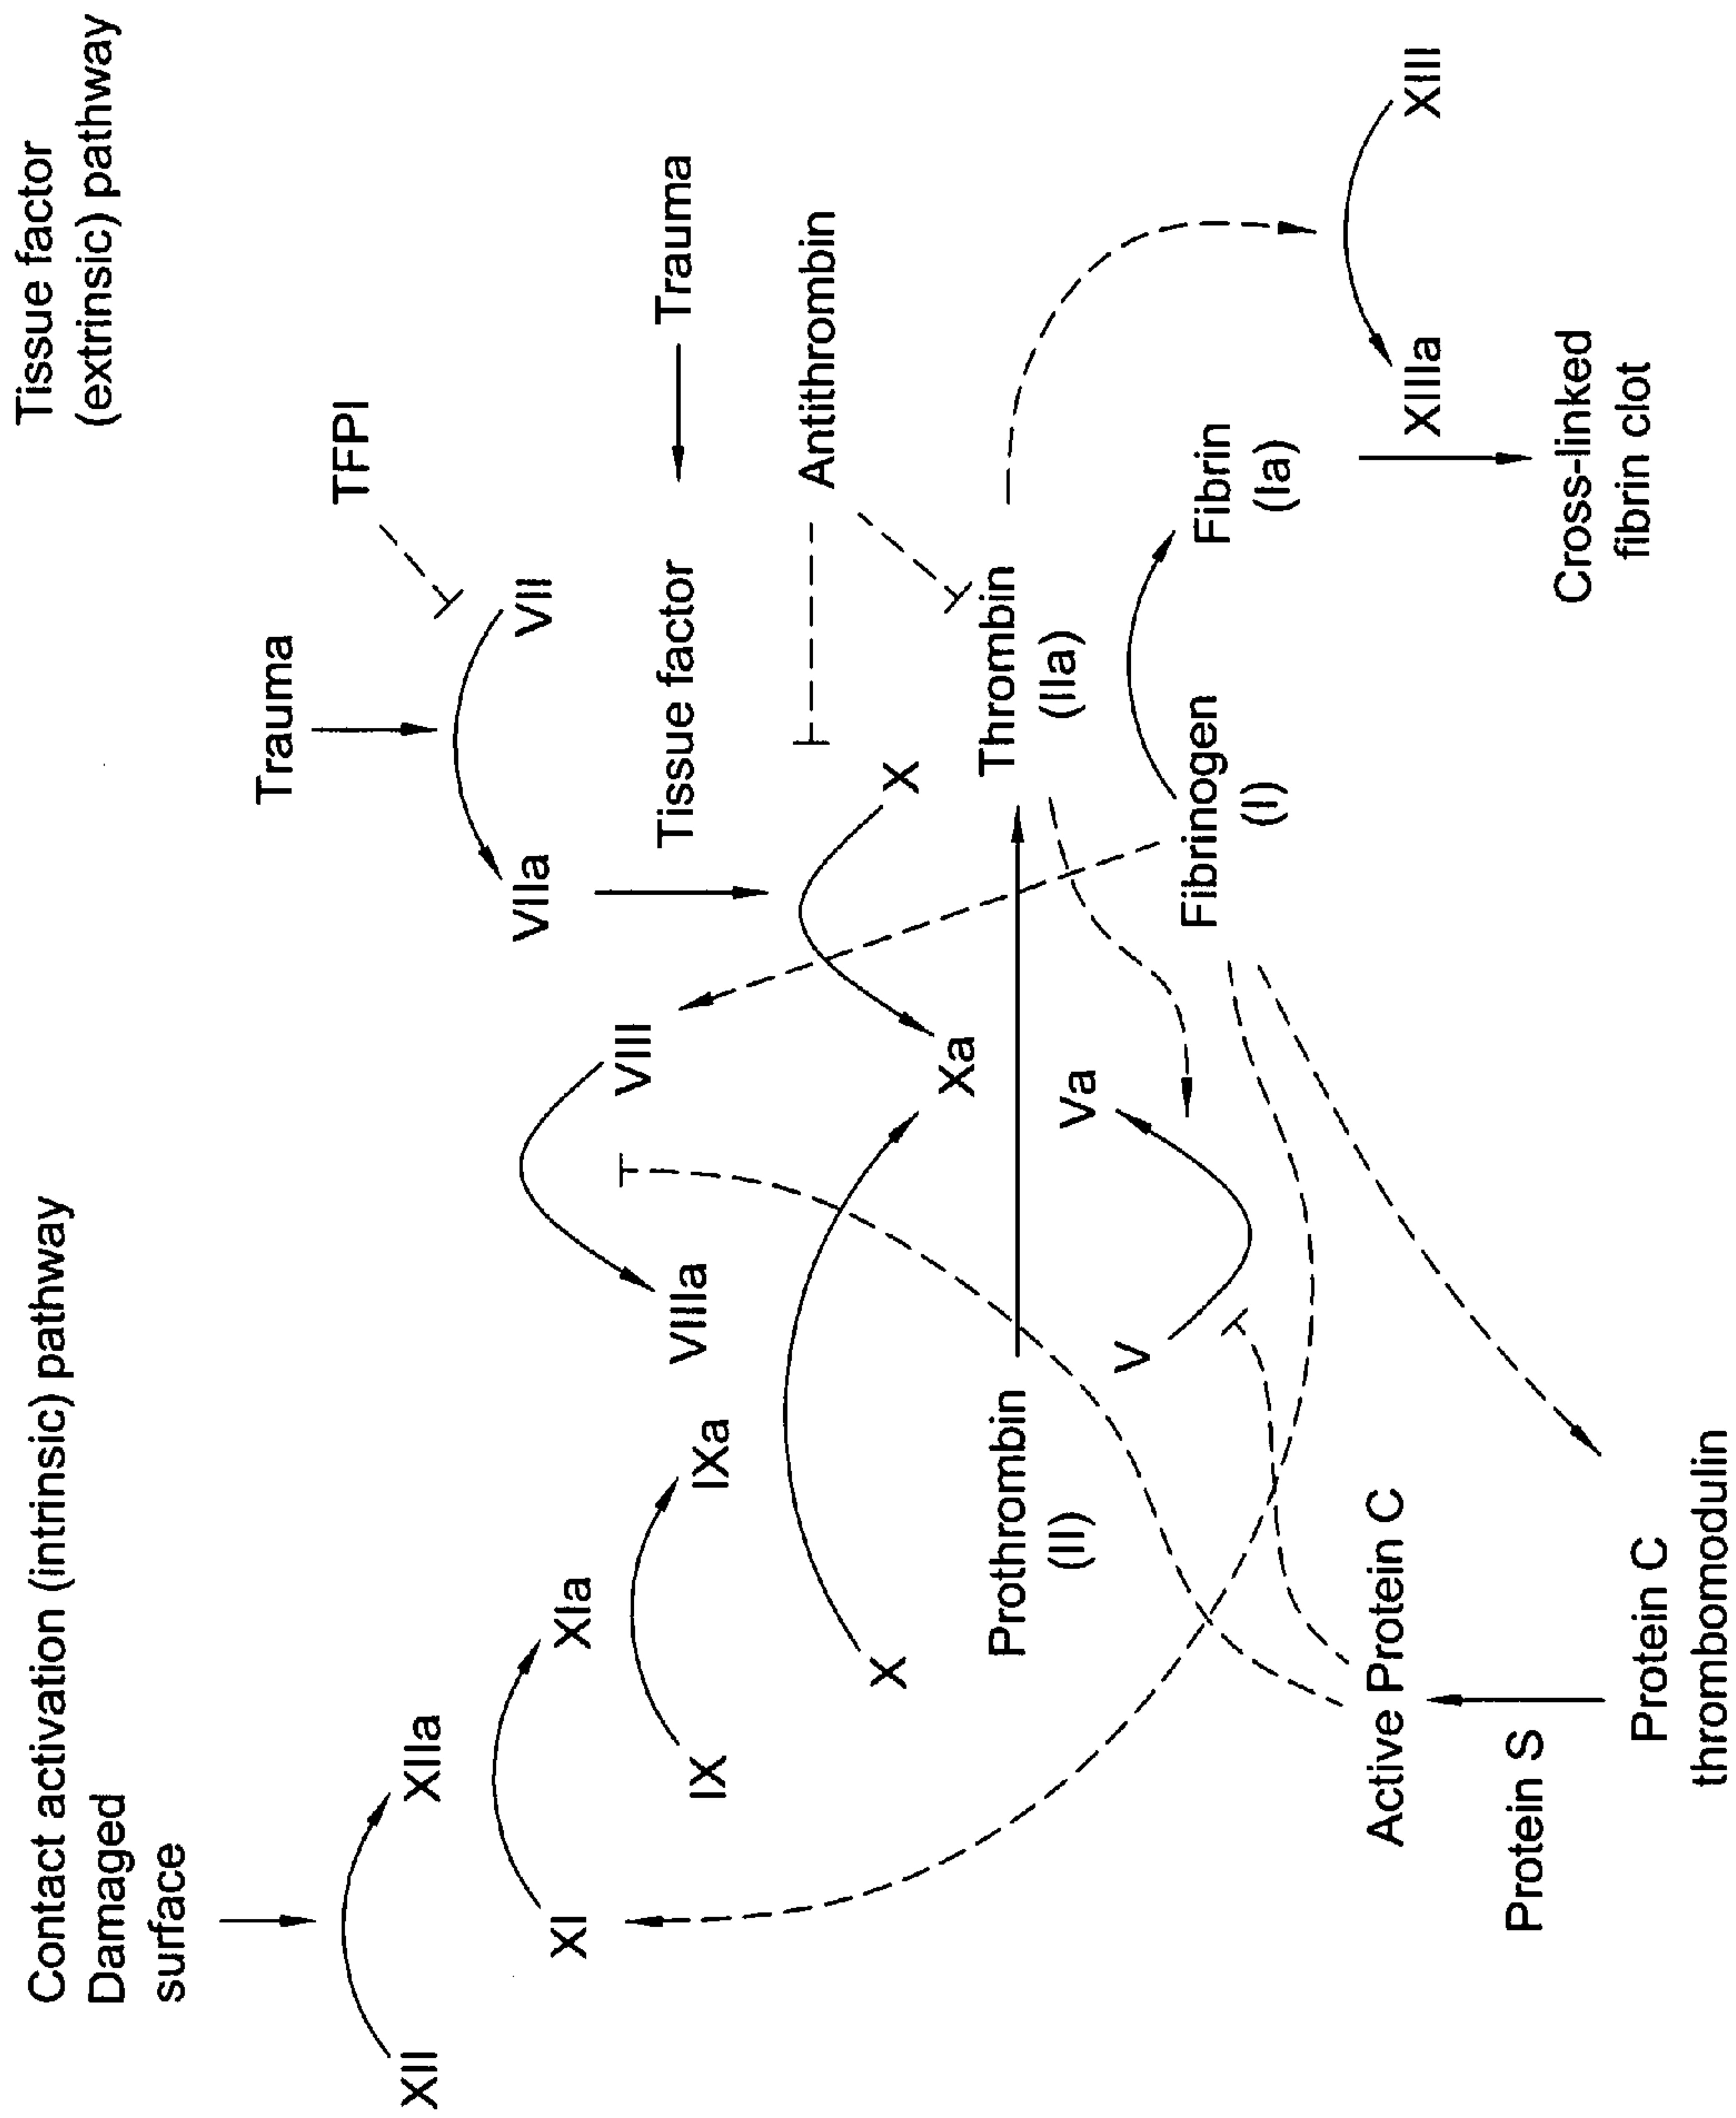 Contact activation (intrinsic) pathway
Damaged
surface
Tissue factor
(extrinsic) pathway
XII
XIIa
Trauma
TFPI
XI
XIa
VIIa
VII
VIII
IX
IXa
VIIIa
Tissue factor
Trauma
Antithrombin
X
X
Xa
Prothrombin
(II)
Thrombin
(IIa)
V
Va
Fibrinogen
(I)
Fibrin
(Ia)
Active Protein C
XIIIa
XIII
Protein S
Cross-linked
fibrin clot
Protein C
thrombomodulin